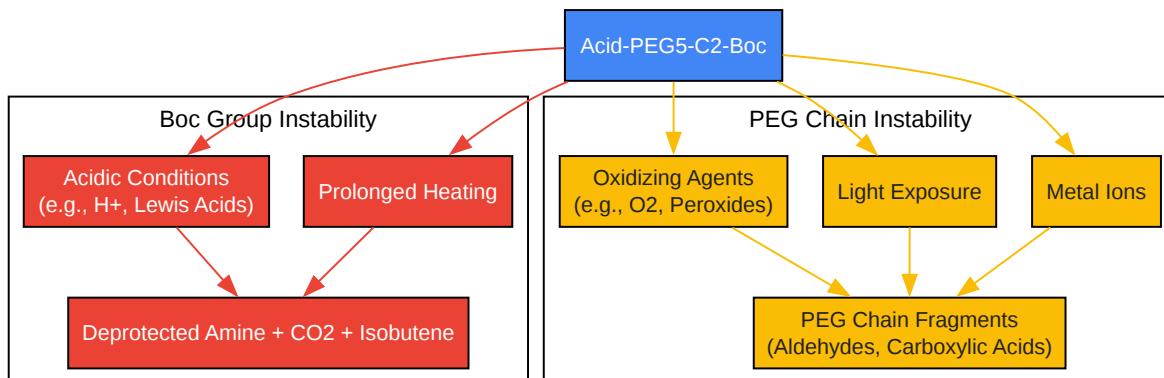 Acid-PEG5-C2-Boc
Boc Group Instability
PEG Chain Instability
Acidic Conditions
(e.g., H+, Lewis Acids)
Prolonged Heating
Oxidizing Agents
(e.g., O2, Peroxides)
Light Exposure
Metal Ions
Deprotected Amine + CO2 + Isobutene
PEG Chain Fragments
(Aldehydes, Carboxylic Acids)